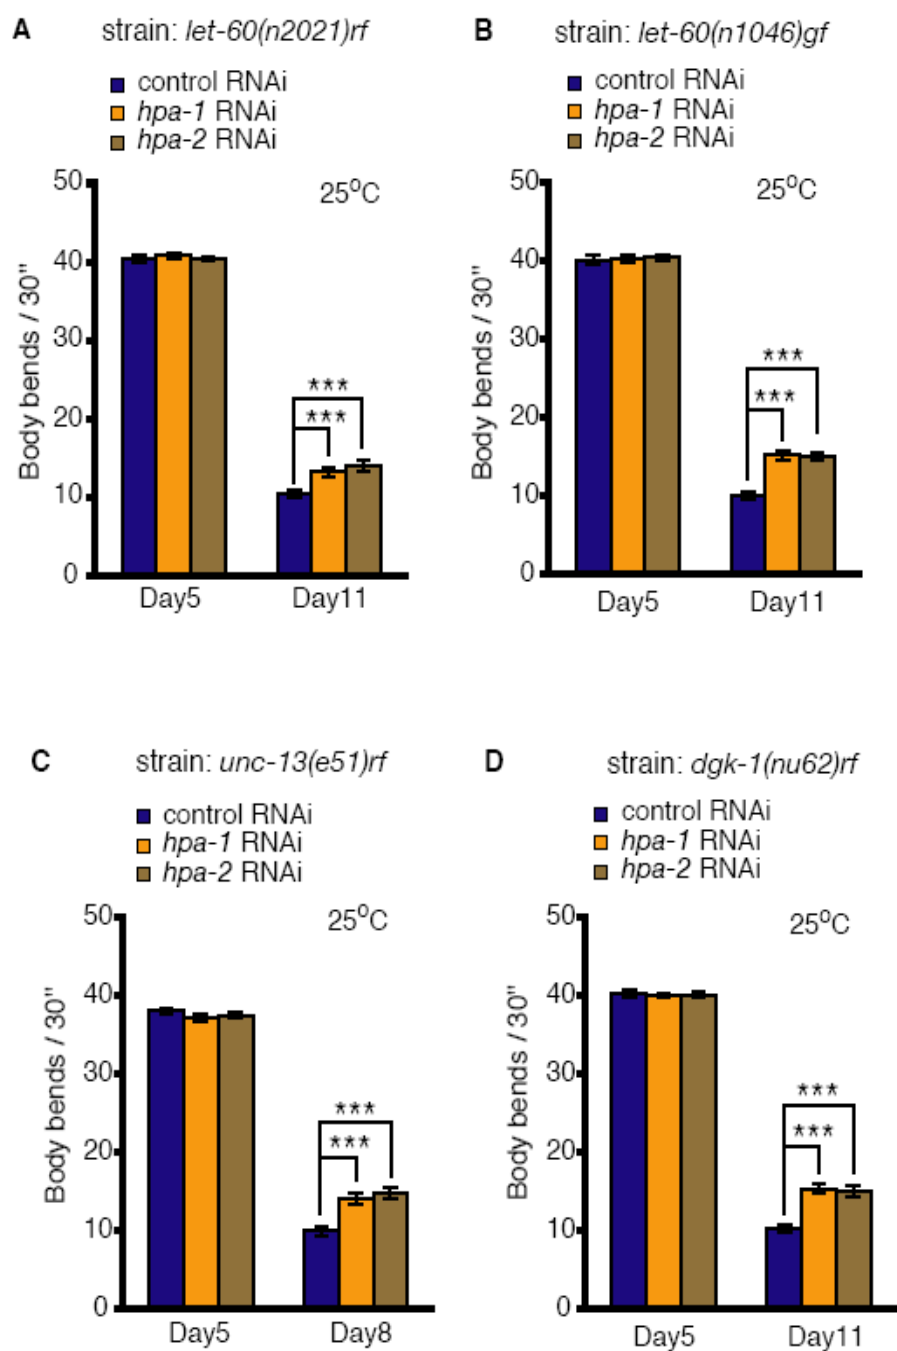 A strain: let-60(n2021)rf
control RNAi
hpa-1 RNAi
hpa-2 RNAi
25°C
Body bends / 30"
50
40
30
20
10
0
***
***
Day5 Day11
B strain: let-60(n1046)gf
control RNAi
hpa-1 RNAi
hpa-2 RNAi
25°C
Body bends / 30"
50
40
30
20
10
0
***
***
Day5 Day11
C strain: unc-13(e51)rf
control RNAi
hpa-1 RNAi
hpa-2 RNAi
25°C
Body bends / 30"
50
40
30
20
10
0
***
***
Day5 Day8
D strain: dgk-1(nu62)rf
control RNAi
hpa-1 RNAi
hpa-2 RNAi
25°C
Body bends / 30"
50
40
30
20
10
0
***
***
Day5 Day11